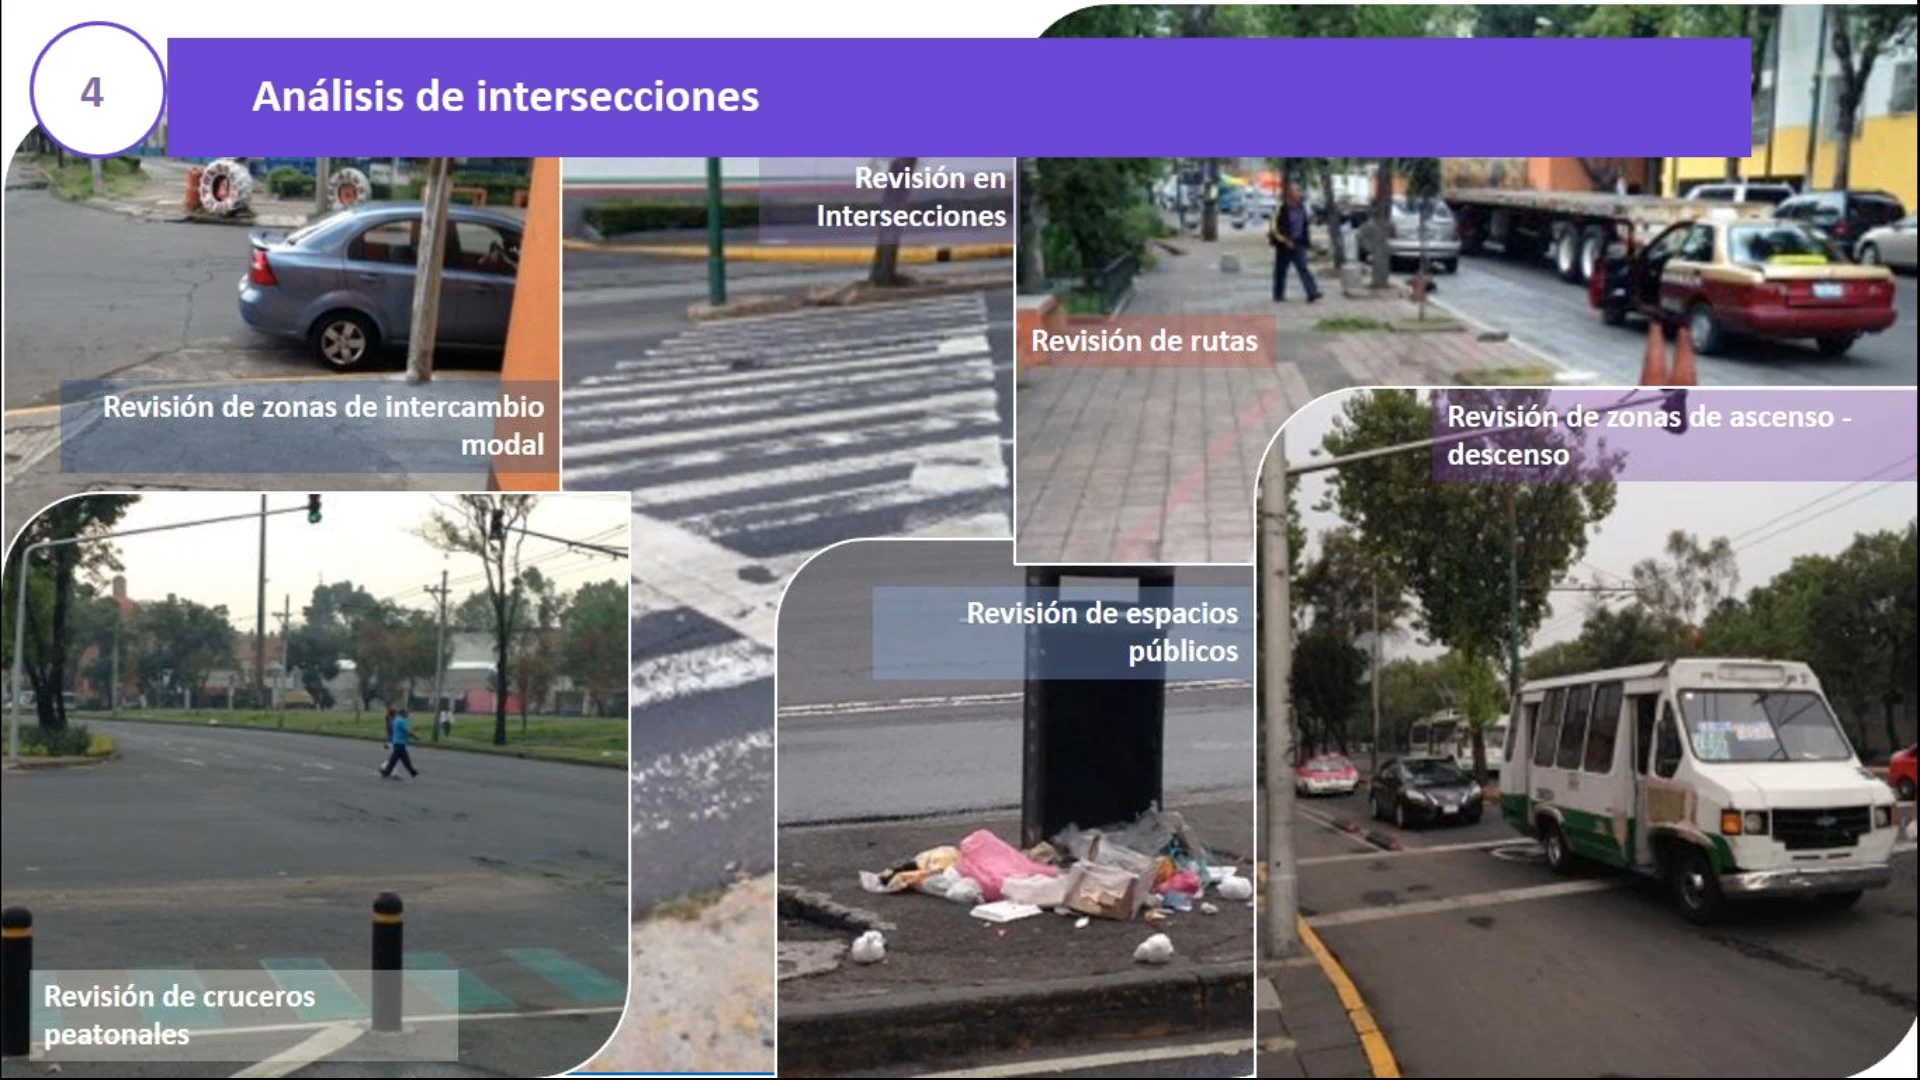 4
Análisis de intersecciones
Revisión en
Intersecciones
Revisión de rutas
Revisión de zonas de intercambio
modal
Revisión de zonas de ascenso -
descenso
Revisión de espacios
públicos
Revisión de cruceros
peatonales